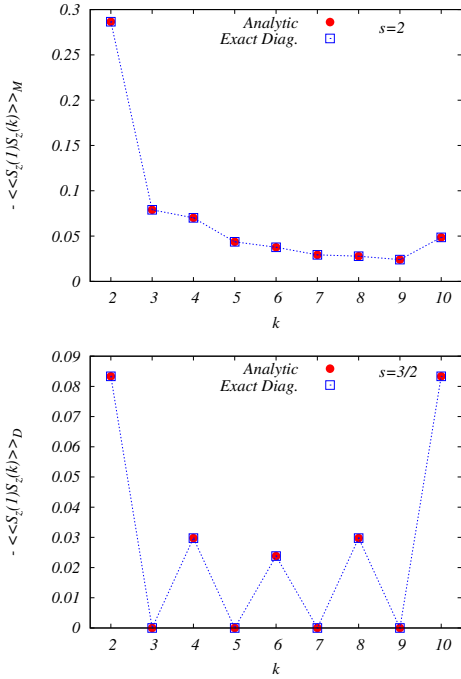 0.3
0.25
0.2
0.15
0.1
0.05
0
- <<S_z(1)S_z(k)>>_M
Analytic
Exact Diag.
s=2
2 3 4 5 6 7 8 9 10
k
0.09
0.08
0.07
0.06
0.05
0.04
0.03
0.02
0.01
0
- <<S_z(1)S_z(k)>>_D
Analytic
Exact Diag.
s=3/2
2 3 4 5 6 7 8 9 10
k